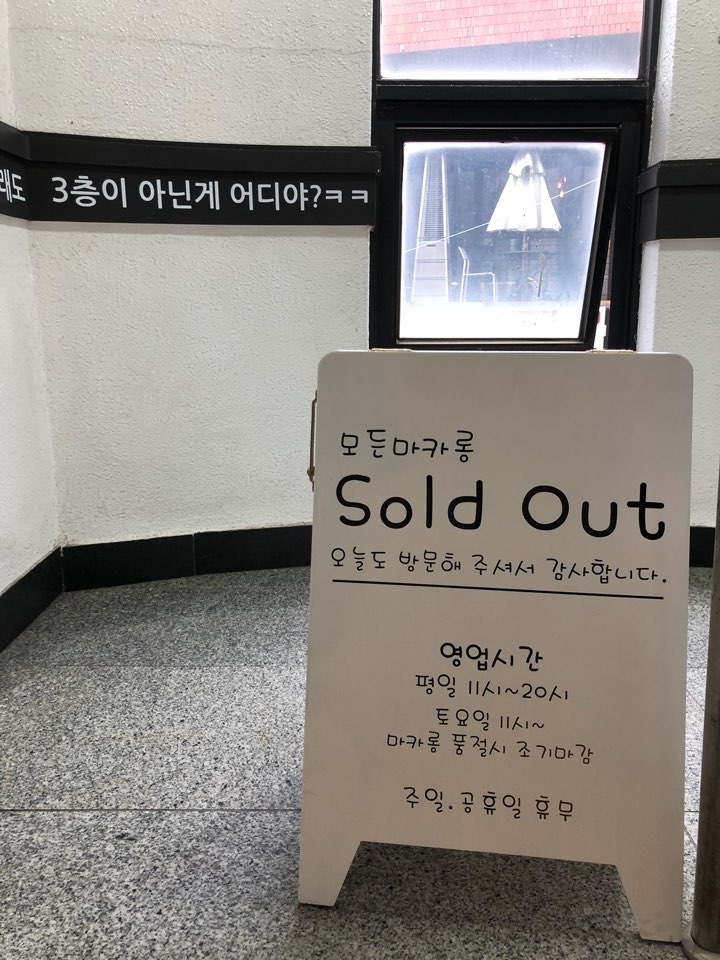 3층이 아닌게 어디야?ㅋㅋ
모든마카롱
Sold Out
오늘도 방문해 주셔서 감사합니다.
영업시간
평일 11시~20시
토요일 11시~
마카롱 품절시 조기마감
주일.공휴일 휴무